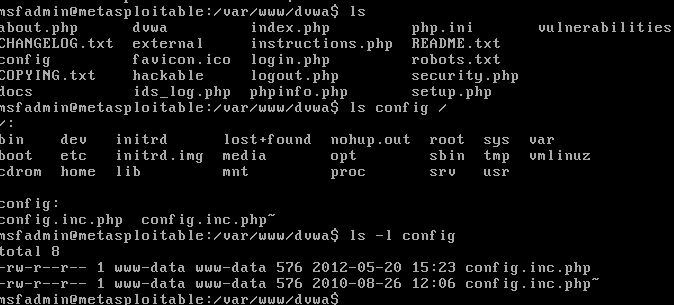 msfadmin@metasploitable:/var/www/dvwa$ ls
about.php      dvwa         index.php         php.ini       vulnerabilities
CHANGELOG.txt  external     instructions.php  README.txt
config         favicon.ico  login.php         robots.txt
COPYING.txt    hackable     logout.php        security.php
docs           ids_log.php  phpinfo.php       setup.php
msfadmin@metasploitable:/var/www/dvwa$ ls config /
/:
bin    dev   initrd      lost+found  nohup.out  root  sys  var
boot   etc   initrd.img  media       opt        sbin  tmp  vmlinuz
cdrom  home  lib         mnt         proc       srv   usr
config:
config.inc.php  config.inc.php~
msfadmin@metasploitable:/var/www/dvwa$ ls -l config
total 8
-rw-r--r-- 1 www-data www-data 576 2012-05-20 15:23 config.inc.php
-rw-r--r-- 1 www-data www-data 576 2010-08-26 12:06 config.inc.php~
msfadmin@metasploitable:/var/www/dvwa$